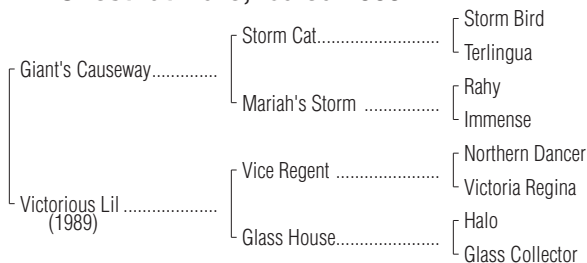 Storm Bird
Storm Cat..............................
Terlingua
Giant's Causeway..............
Rahy
Mariah's Storm ..................
Immense
Northern Dancer
Vice Regent .........................
Victoria Regina
Victorious Lil ......................
(1989)
Halo
Glass House.........................
Glass Collector